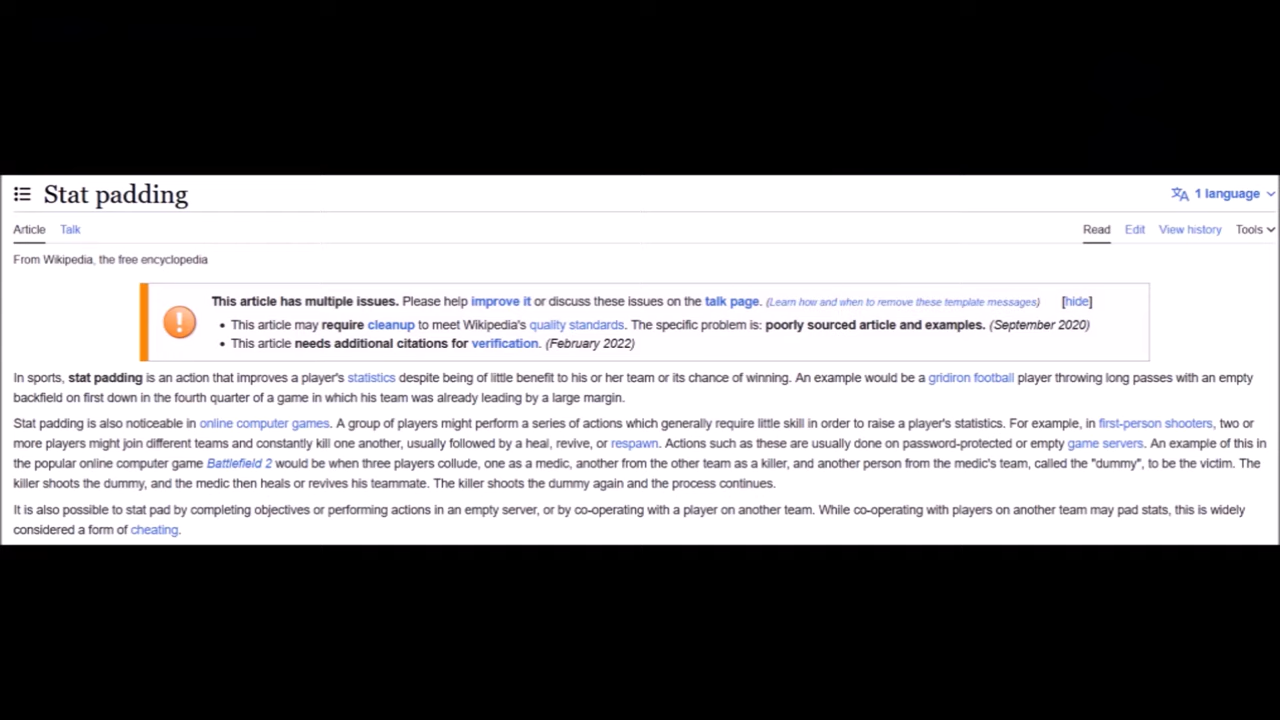 Stat padding
1 language
Article Talk
Read Edit View history Tools
From Wikipedia, the free encyclopedia
This article has multiple issues. Please help improve it or discuss these issues on the talk page. (Learn how and when to remove these template messages) [hide]
• This article may require cleanup to meet Wikipedia's quality standards. The specific problem is: poorly sourced article and examples. (September 2020)
• This article needs additional citations for verification. (February 2022)
In sports, stat padding is an action that improves a player's statistics despite being of little benefit to his or her team or its chance of winning. An example would be a gridiron football player throwing long passes with an empty
backfield on first down in the fourth quarter of a game in which his team was already leading by a large margin.
Stat padding is also noticeable in online computer games. A group of players might perform a series of actions which generally require little skill in order to raise a player's statistics. For example, in first-person shooters, two or
more players might join different teams and constantly kill one another, usually followed by a heal, revive, or respawn. Actions such as these are usually done on password-protected or empty game servers. An example of this in
the popular online computer game Battlefield 2 would be when three players collude, one as a medic, another from the other team as a killer, and another person from the medic's team, called the "dummy", to be the victim. The
killer shoots the dummy, and the medic then heals or revives his teammate. The killer shoots the dummy again and the process continues.
It is also possible to stat pad by completing objectives or performing actions in an empty server, or by co-operating with a player on another team. While co-operating with players on another team may pad stats, this is widely
considered a form of cheating.